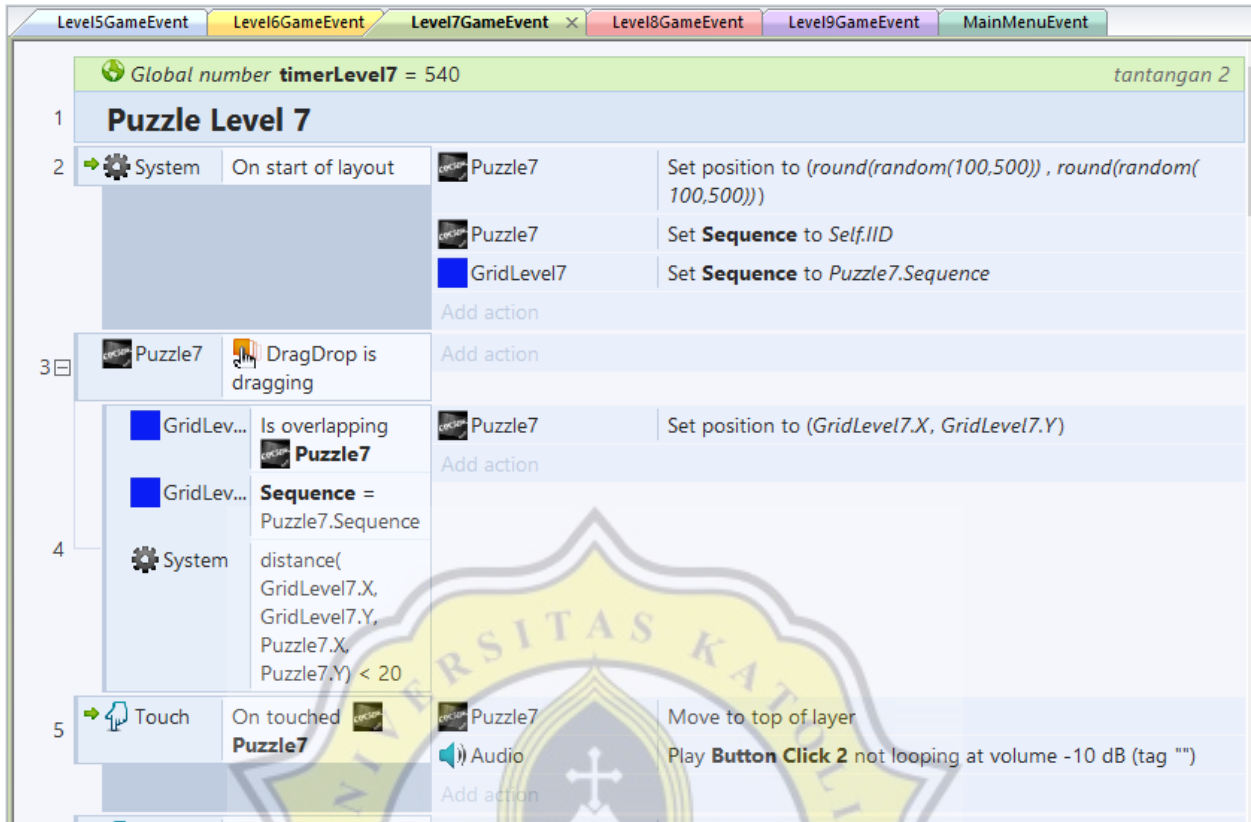 Level5GameEvent Level6GameEvent Level7GameEvent × Level8GameEvent Level9GameEvent MainMenuEvent
Global number timerLevel7 = 540 tantangan 2
1 Puzzle Level 7
2 System On start of layout Puzzle7 Set position to (round(random(100,500)) , round(random(
100,500)))
Puzzle7 Set Sequence to Self.IID
GridLevel7 Set Sequence to Puzzle7.Sequence
Add action
3 Puzzle7 DragDrop is Add action
dragging
GridLev... Is overlapping Puzzle7 Set position to (GridLevel7.X, GridLevel7.Y)
Puzzle7
Add action
GridLev... Sequence =
Puzzle7.Sequence
4 System distance(
GridLevel7.X,
GridLevel7.Y,
Puzzle7.X,
Puzzle7.Y) < 20
5 Touch On touched Puzzle7 Move to top of layer
Puzzle7 Audio Play Button Click 2 not looping at volume -10 dB (tag "")
Add action
NIVERSITAS KATOLI